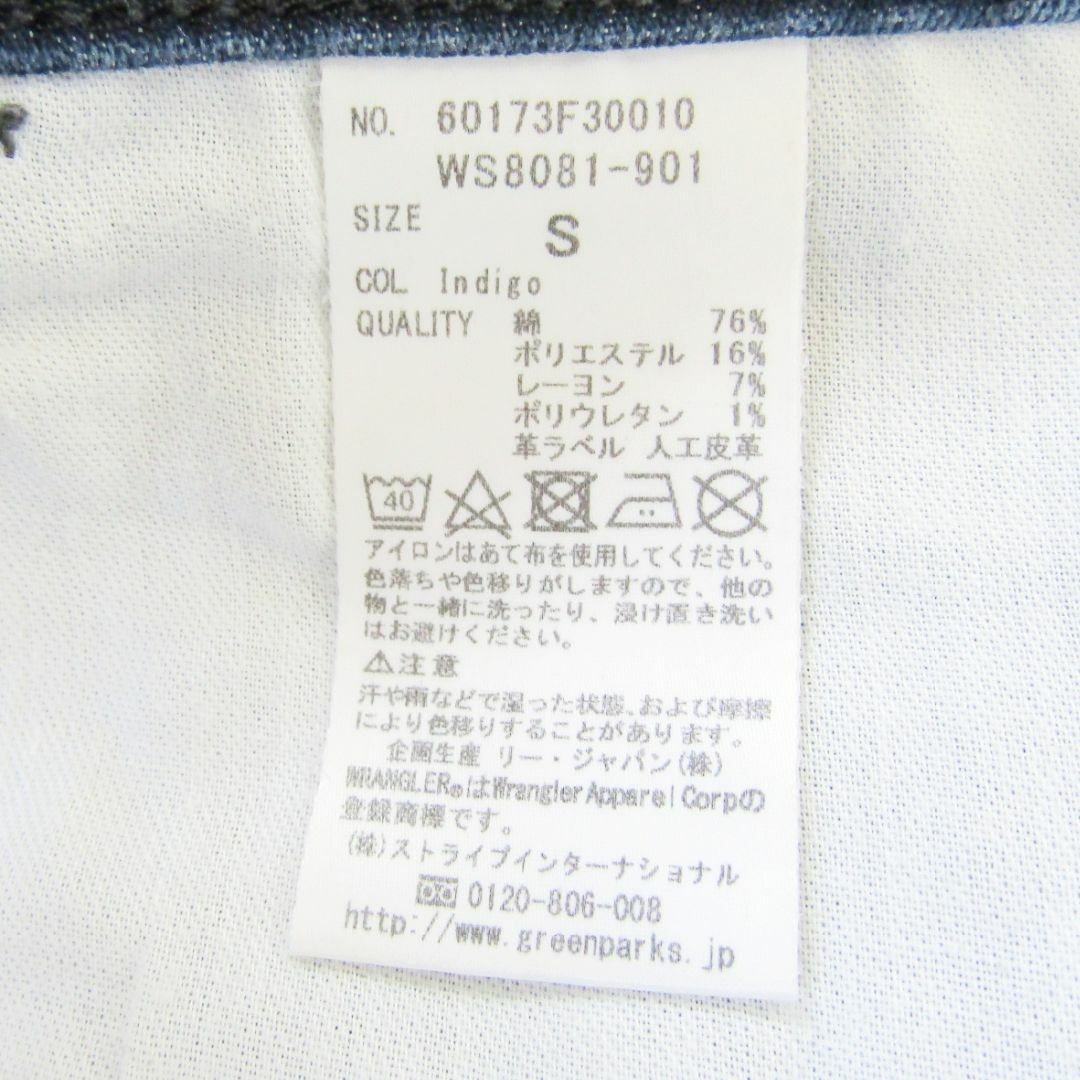 NO. 60173F30010
WS8081-901
SIZE S
COL Indigo
QUALITY 綿 76%
ポリエステル 16%
レーヨン 7%
ポリウレタン 1%
革ラベル 人工皮革
40
アイロンはあて布を使用してください。
色落ちや色移りがしますので、他の
物と一緒に洗ったり、浸け置き洗い
はお避けください。
⚠注意
汗や雨などで湿った状態、および摩擦
により色移りすることがあります。
企画生産 リー・ジャパン(株)
WRANGLER®はWrangler Apparel Corpの
登録商標です。
(株)ストライプインターナショナル
0120-806-008
http://www.greenparks.jp